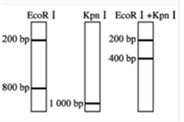 EcoR Ⅰ Kpn Ⅰ EcoR Ⅰ +Kpn Ⅰ
200 bp 200 bp
400 bp
800 bp
1 000 bp